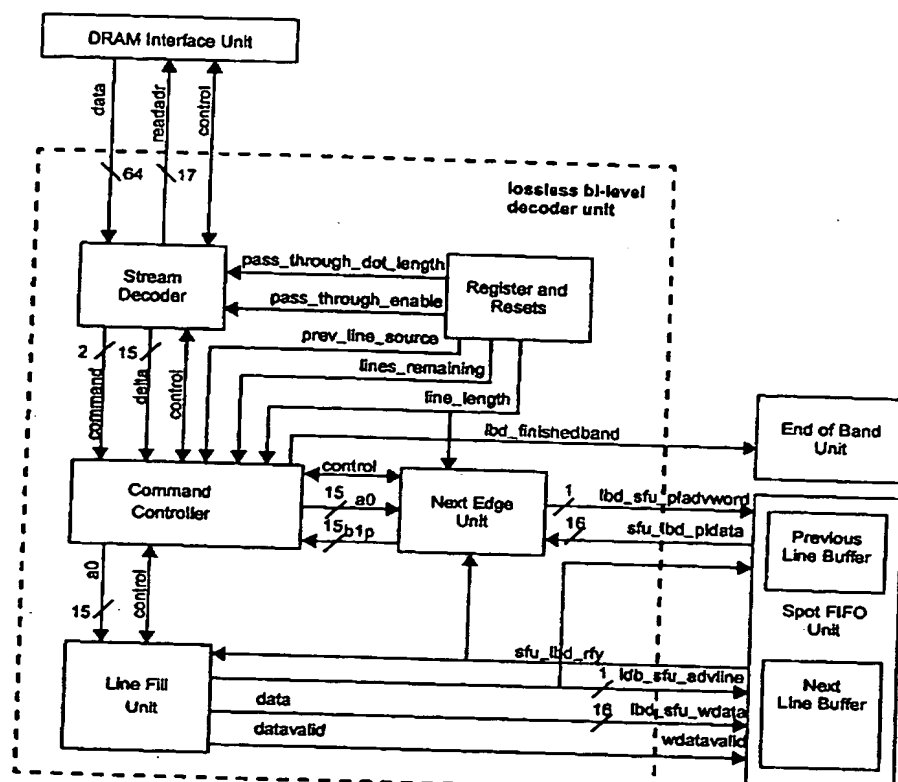 DRAM Interface Unit
data
readadr
control
64
17
lossless bi-level
decoder unit
Stream
Decoder
pass_through_dot_length
pass_through_enable
Register and
Resets
prev_line_source
lines_remaining
line_length
2
15
command
delta
control
lbd_finishedband
End of Band
Unit
Command
Controller
control
15
a0
15
b1p
Next Edge
Unit
1
lbd_sfu_pladvword
16
sfu_lbd_pldata
Previous
Line Buffer
Spot FIFO
Unit
a0
15
control
Line Fill
Unit
sfu_lbd_rfy
1
ldb_sfu_advline
data
16
lbd_sfu_wdata
datavalid
wdatavalid
Next
Line Buffer